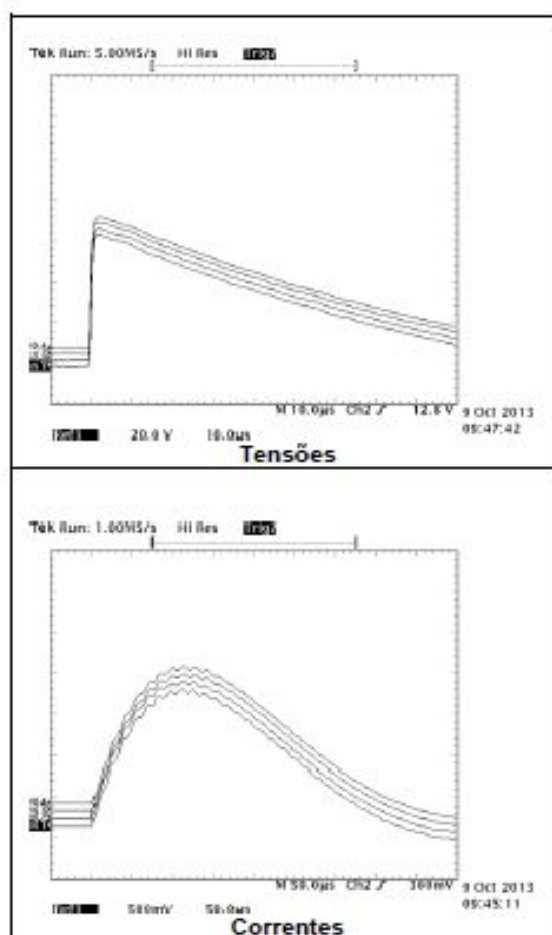 Tek Run: 5.00MS/s Hi Res Trig?
M 10.0µs Ch2 12.8 V
9 Oct 2013
09:47:42
20.0 V 10.0µs
Tensões
Tek Run: 1.00MS/s Hi Res Trig?
M 50.0µs Ch2 300mV
9 Oct 2013
09:45:11
500mV 50.0µs
Correntes